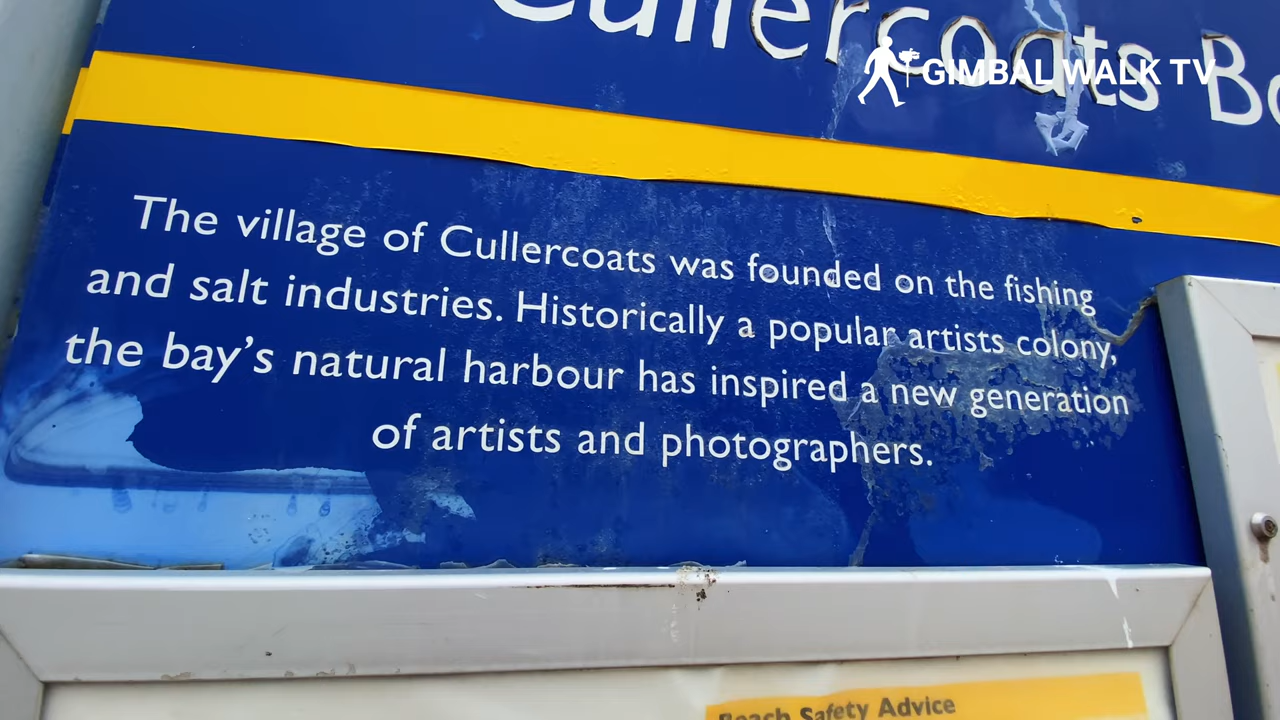 Cullercoats
GIMBAL WALK TV
The village of Cullercoats was founded on the fishing
and salt industries. Historically a popular artists colony,
the bay's natural harbour has inspired a new generation
of artists and photographers.
Beach Safety Advice